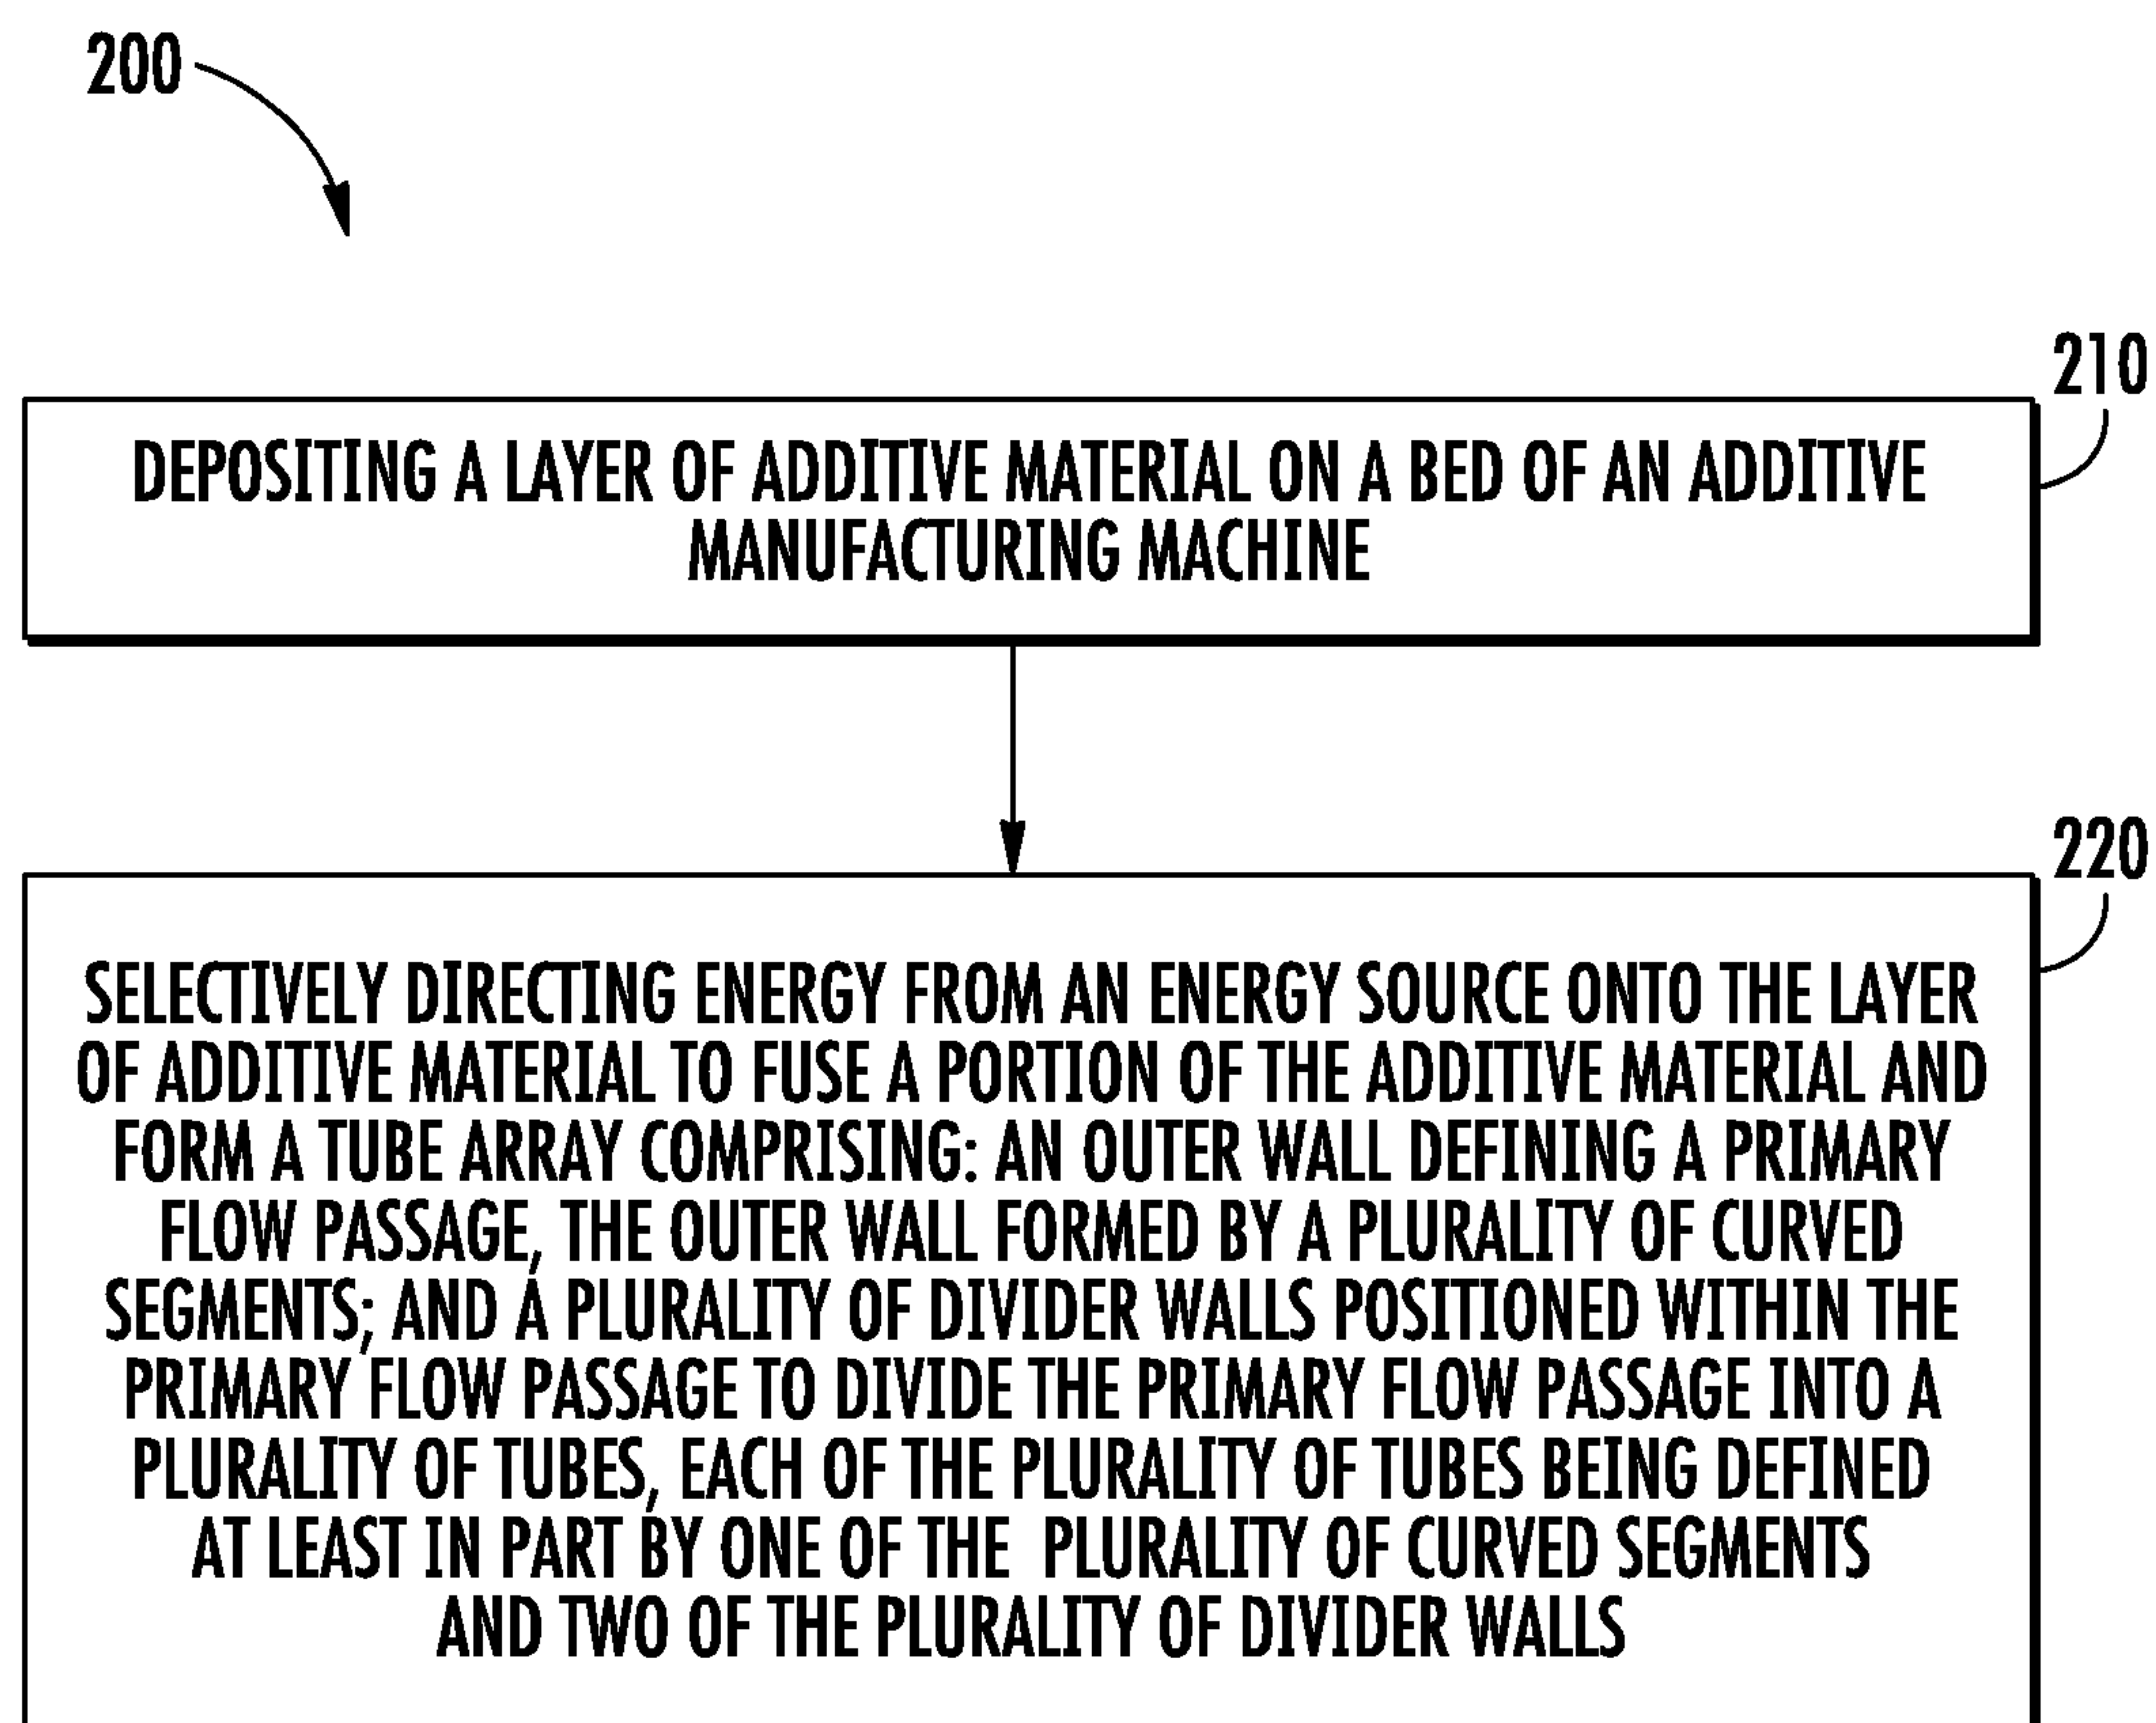 200
210
DEPOSITING A LAYER OF ADDITIVE MATERIAL ON A BED OF AN ADDITIVE
MANUFACTURING MACHINE
220
SELECTIVELY DIRECTING ENERGY FROM AN ENERGY SOURCE ONTO THE LAYER
OF ADDITIVE MATERIAL TO FUSE A PORTION OF THE ADDITIVE MATERIAL AND
FORM A TUBE ARRAY COMPRISING: AN OUTER WALL DEFINING A PRIMARY
FLOW PASSAGE, THE OUTER WALL FORMED BY A PLURALITY OF CURVED
SEGMENTS; AND A PLURALITY OF DIVIDER WALLS POSITIONED WITHIN THE
PRIMARY FLOW PASSAGE TO DIVIDE THE PRIMARY FLOW PASSAGE INTO A
PLURALITY OF TUBES, EACH OF THE PLURALITY OF TUBES BEING DEFINED
AT LEAST IN PART BY ONE OF THE PLURALITY OF CURVED SEGMENTS
AND TWO OF THE PLURALITY OF DIVIDER WALLS